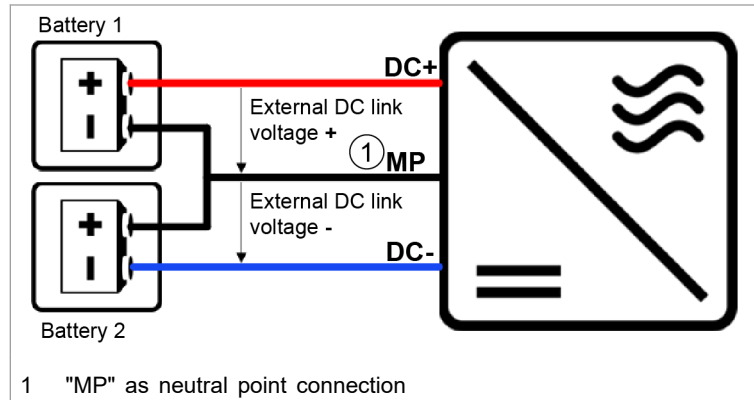 Battery 1
DC+
External DC link
voltage +
1
MP
External DC link
voltage -
DC-
Battery 2
1 "MP" as neutral point connection